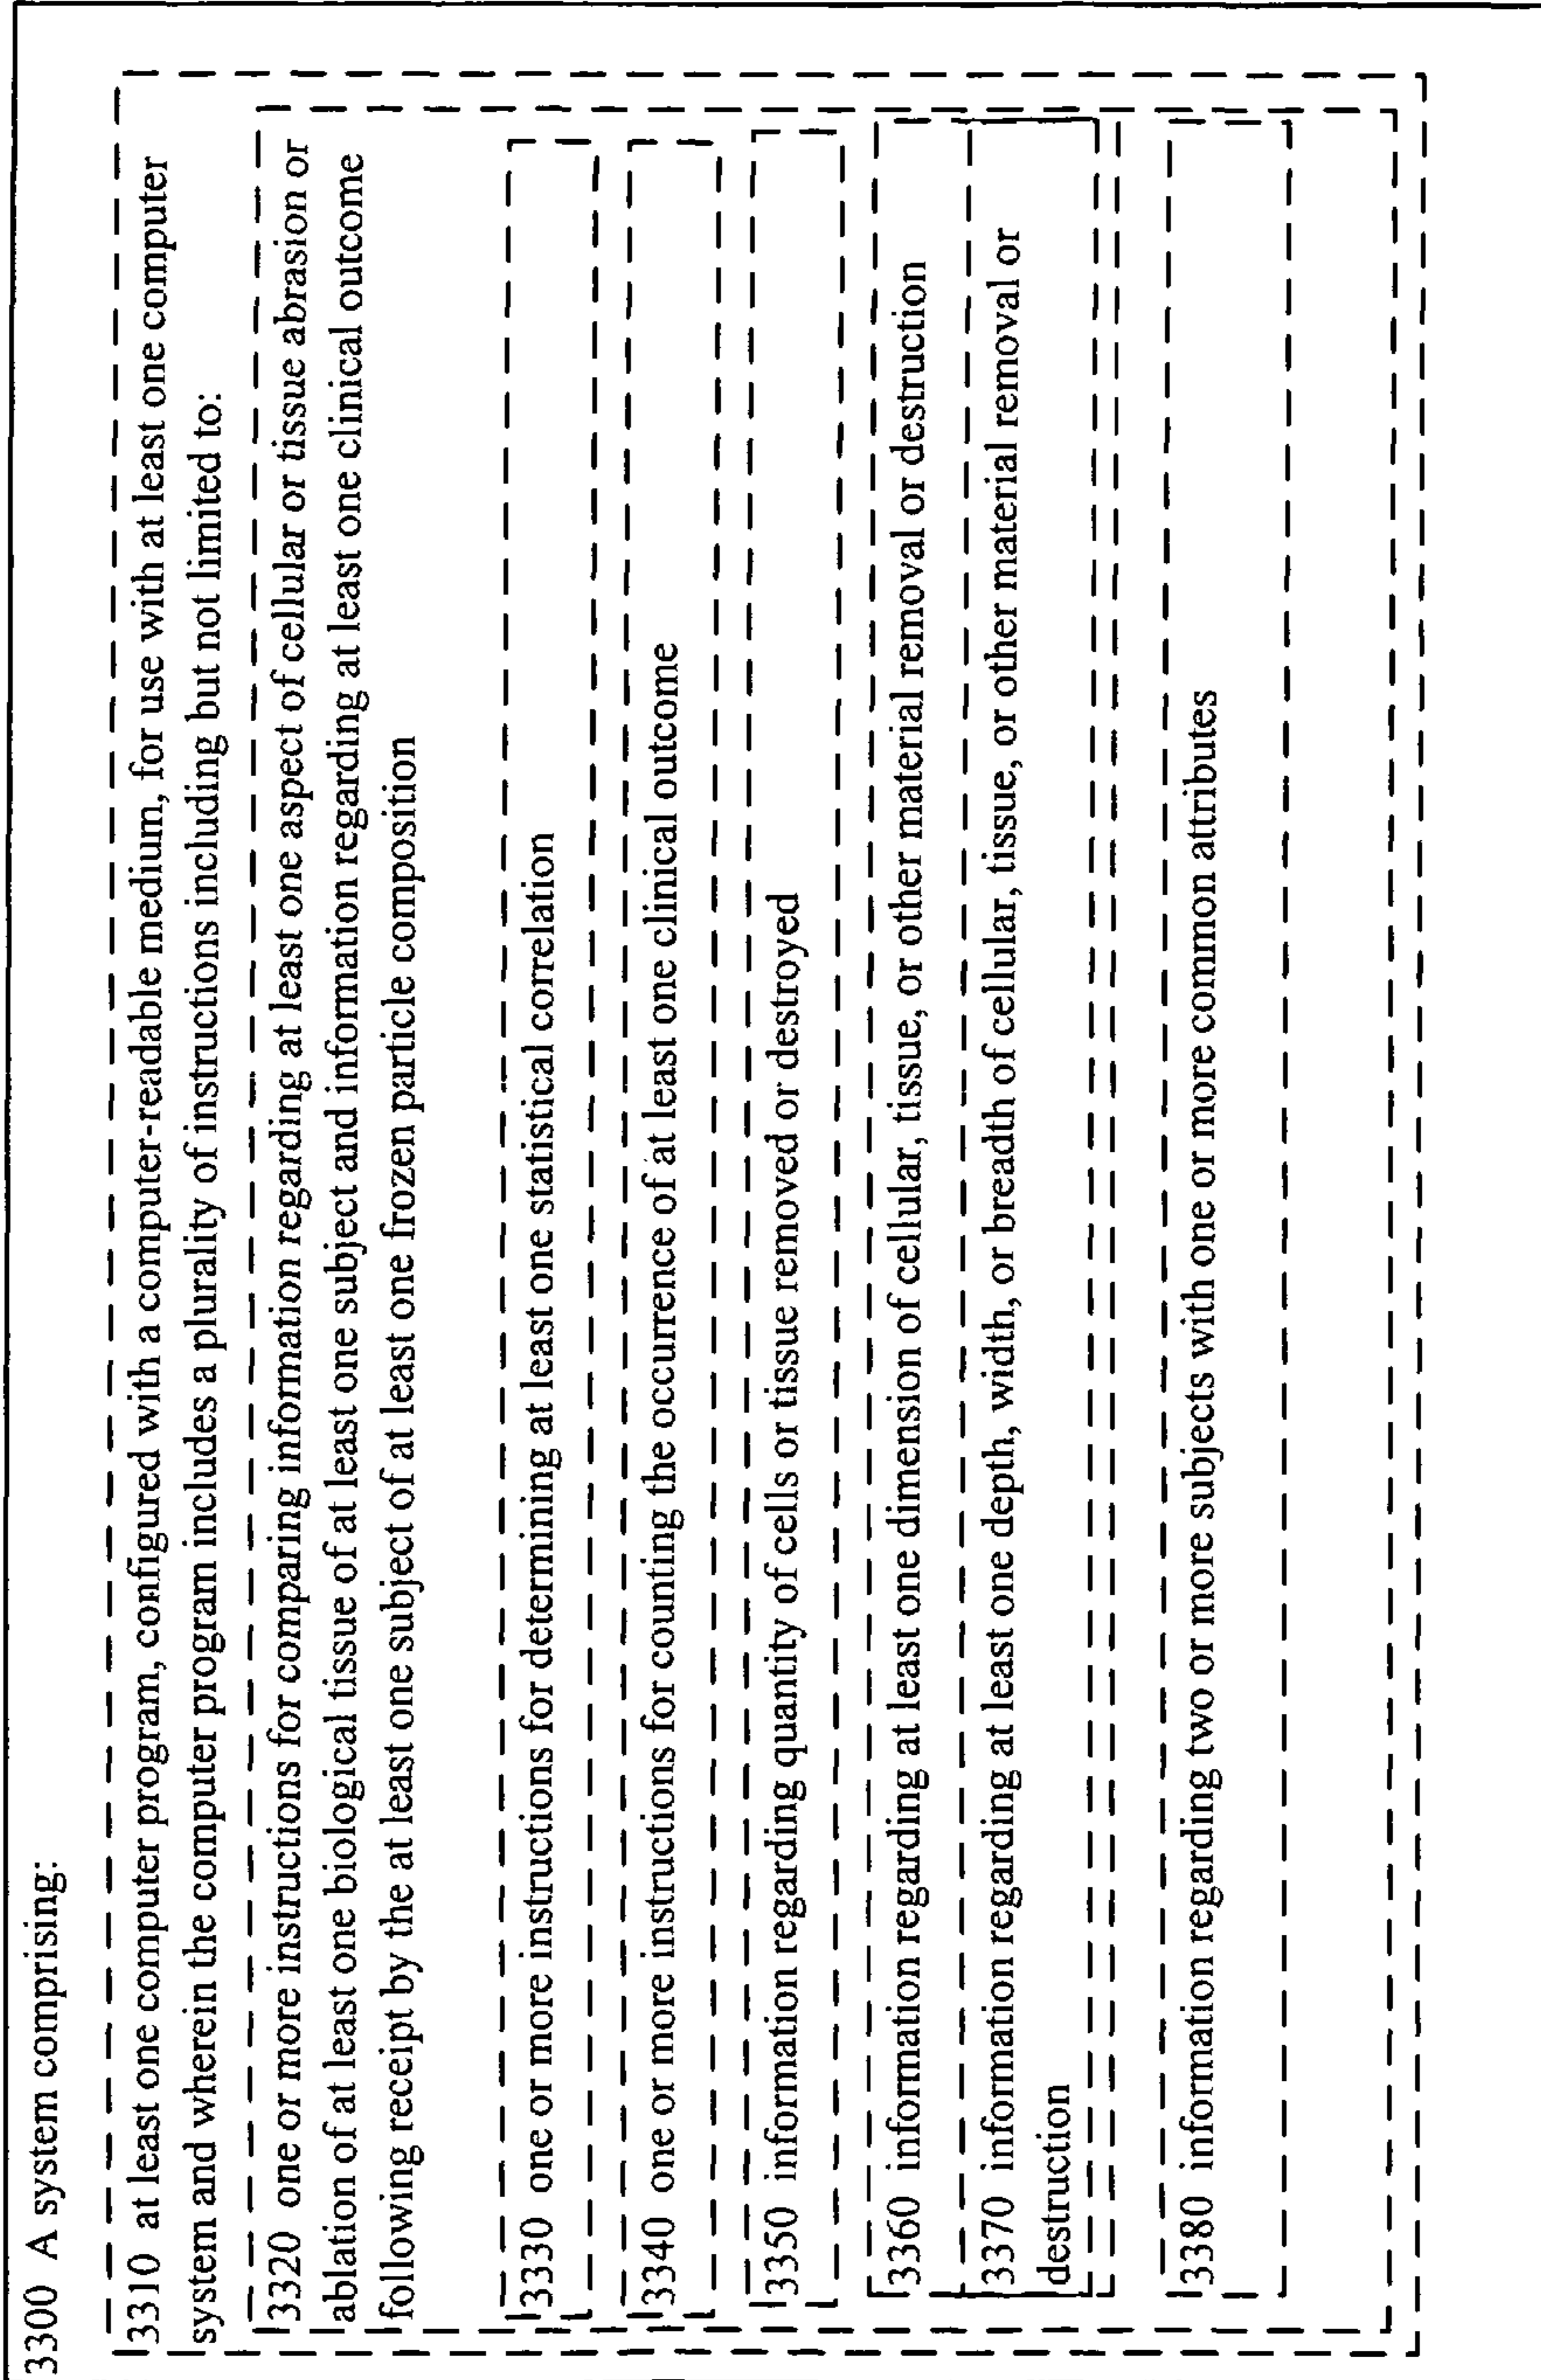 3300 A system comprising:
3310 at least one computer program, configured with a computer-readable medium, for use with at least one computer
system and wherein the computer program includes a plurality of instructions including but not limited to:
3320 one or more instructions for comparing information regarding at least one aspect of cellular or tissue abrasion or
ablation of at least one biological tissue of at least one subject and information regarding at least one clinical outcome
following receipt by the at least one subject of at least one frozen particle composition
3330 one or more instructions for determining at least one statistical correlation
3340 one or more instructions for counting the occurrence of at least one clinical outcome
3350 information regarding quantity of cells or tissue removed or destroyed
3360 information regarding at least one dimension of cellular, tissue, or other material removal or destruction
3370 information regarding at least one depth, width, or breadth of cellular, tissue, or other material removal or
destruction
3380 information regarding two or more subjects with one or more common attributes